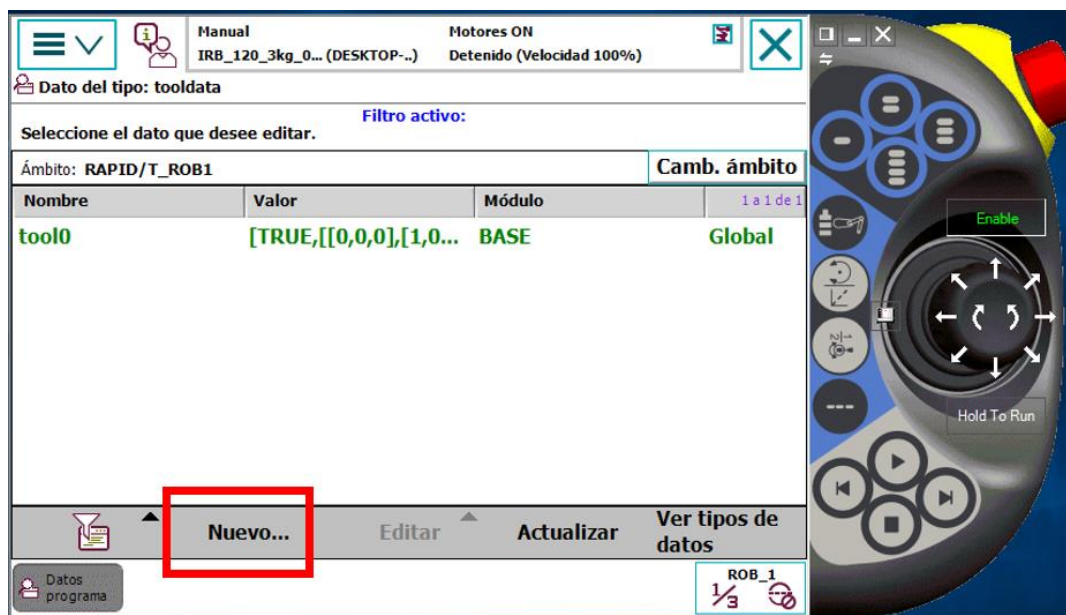 Manual
Motores ON
IRB_120_3kg_0... (DESKTOP-..)
Detenido (Velocidad 100%)
Dato del tipo: tooldata
Filtro activo:
Seleccione el dato que desee editar.
Ámbito: RAPID/T_ROB1
Camb. ámbito
Nombre Valor Módulo 1 a 1 de 1
tool0 [TRUE,[[0,0,0],[1,0... BASE Global
Enable
Hold To Run
Nuevo... Editar Actualizar Ver tipos de
datos
Datos
programa
ROB_1
1/3